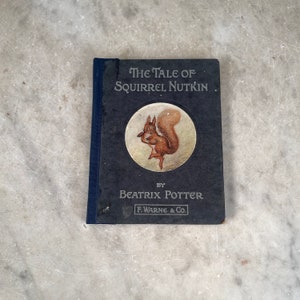 THE TALE OF
SQUIRREL NUTKIN
BY
BEATRIX POTTER
F. WARNE & CO.